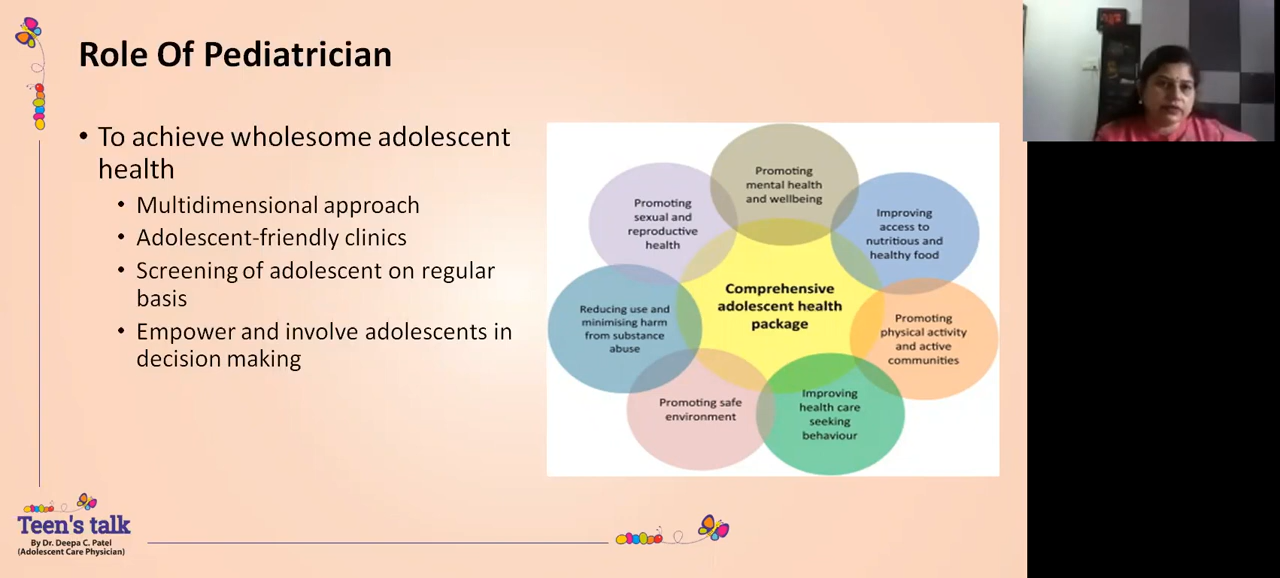 Role Of Pediatrician
• To achieve wholesome adolescent
health
• Multidimensional approach
• Adolescent-friendly clinics
• Screening of adolescent on regular
basis
• Empower and involve adolescents in
decision making
Promoting
mental health
and wellbeing
Promoting
sexual and
reproductive
health
Improving
access to
nutritious and
healthy food
Comprehensive
adolescent health
package
Reducing use and
minimising harm
from substance
abuse
Promoting
physical activity
and active
communities
Promoting safe
environment
Improving
health care
seeking
behaviour
Teen's talk
By Dr. Deepa C. Patel
(Adolescent Care Physician)